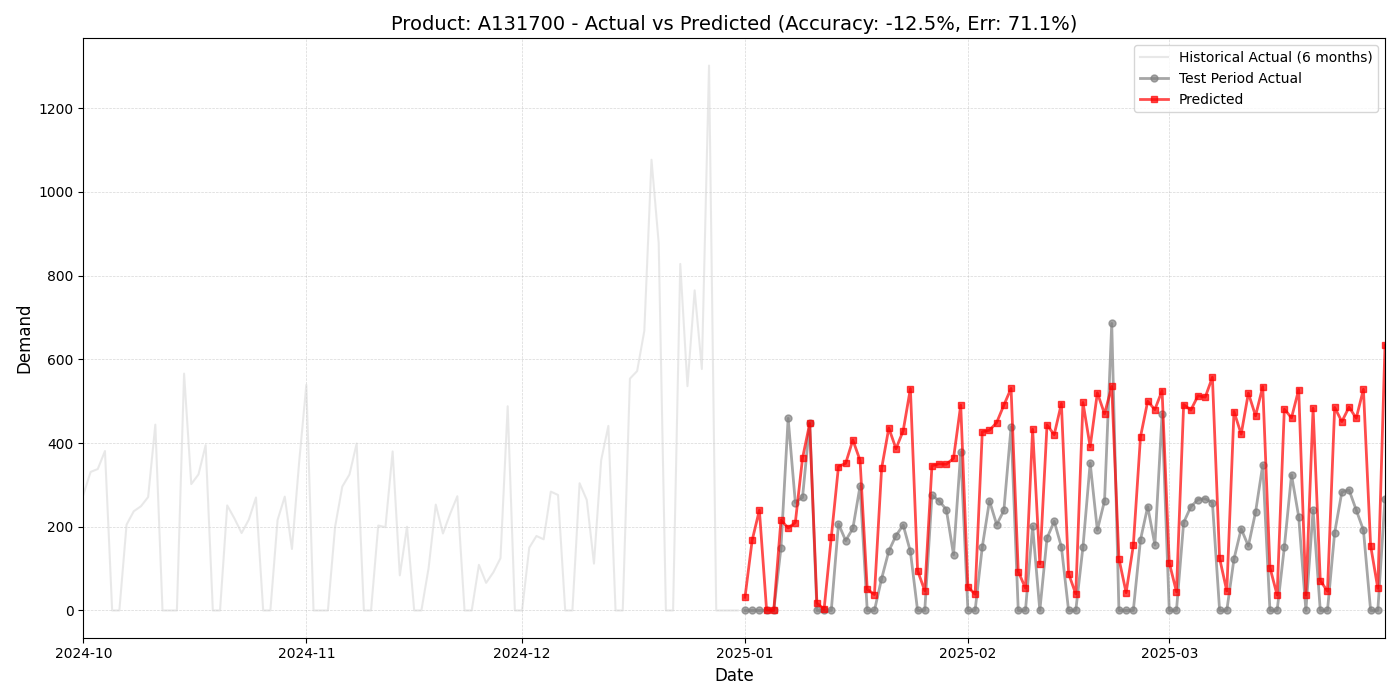 Product: A131700 - Actual vs Predicted (Accuracy: -12.5%, Err: 71.1%)
Historical Actual (6 months)
Test Period Actual
Predicted
Demand
1200
1000
800
600
400
200
0
2024-10
2024-11
2024-12
2025-01
2025-02
2025-03
Date